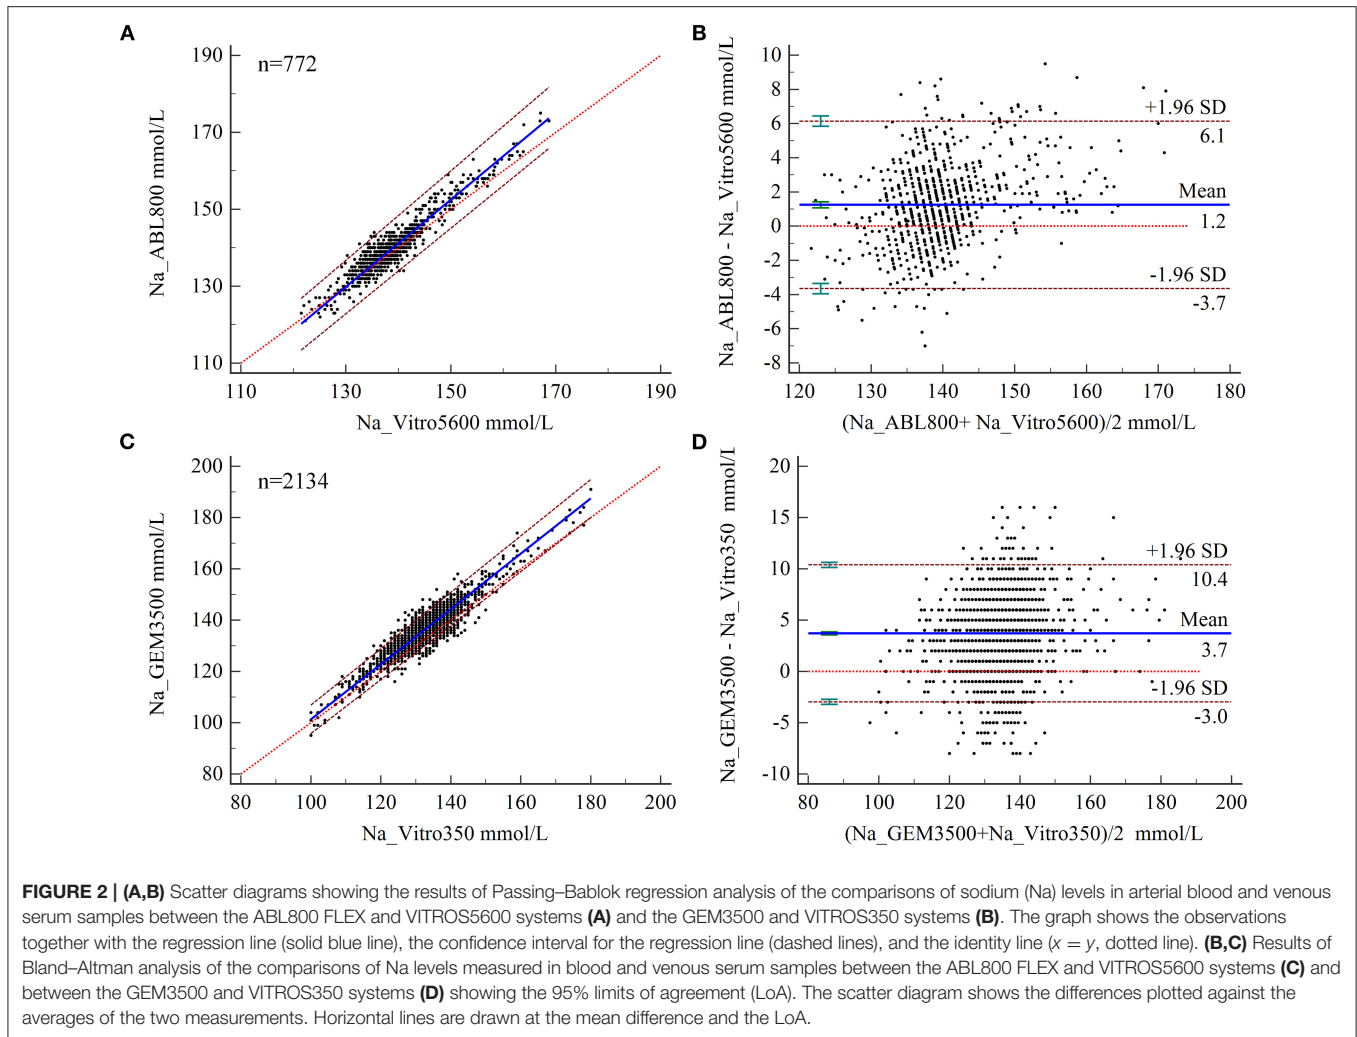 A
190
170
150
130
110
n=772
Na_ABL800 mmol/L
110
130
150
170
190
Na_Vitro5600 mmol/L
B
10
8
6
4
2
0
-2
-4
-6
-8
Na_ABL800 - Na_Vitro5600 mmol/L
+1.96 SD
6.1
Mean
1.2
-1.96 SD
-3.7
120
130
140
150
160
170
180
(Na_ABL800+ Na_Vitro5600)/2 mmol/L
C
200
180
160
140
120
100
80
n=2134
Na_GEM3500 mmol/L
80
100
120
140
160
180
200
Na_Vitro350 mmol/L
D
20
15
10
5
0
-5
-10
Na_GEM3500 - Na_Vitro350 mmol/L
+1.96 SD
10.4
Mean
3.7
-1.96 SD
-3.0
80
100
120
140
160
180
200
(Na_GEM3500+Na_Vitro350)/2 mmol/L
FIGURE 2 | (A,B) Scatter diagrams showing the results of Passing–Bablok regression analysis of the comparisons of sodium (Na) levels in arterial blood and venous
serum samples between the ABL800 FLEX and VITROS5600 systems (A) and the GEM3500 and VITROS350 systems (B). The graph shows the observations
together with the regression line (solid blue line), the confidence interval for the regression line (dashed lines), and the identity line (x = y, dotted line). (B,C) Results of
Bland–Altman analysis of the comparisons of Na levels measured in blood and venous serum samples between the ABL800 FLEX and VITROS5600 systems (C) and
between the GEM3500 and VITROS350 systems (D) showing the 95% limits of agreement (LoA). The scatter diagram shows the differences plotted against the
averages of the two measurements. Horizontal lines are drawn at the mean difference and the LoA.